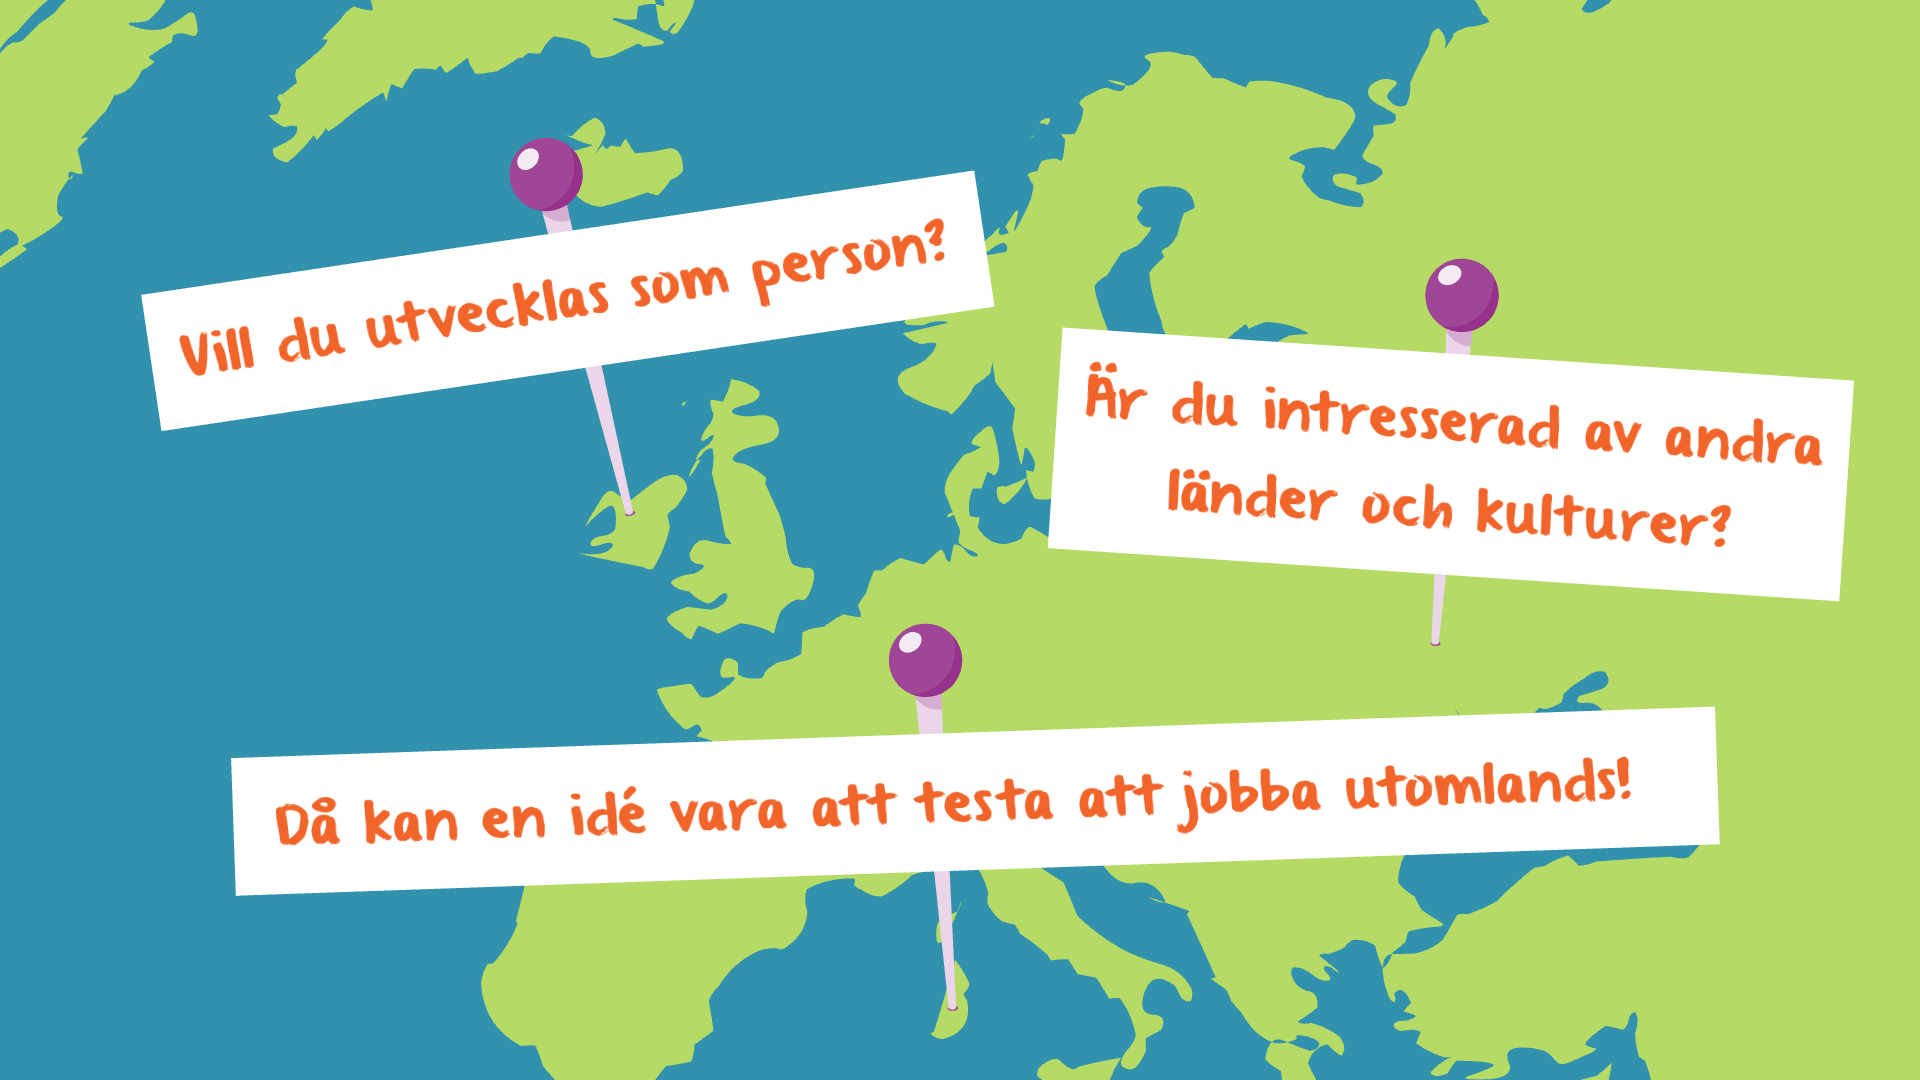 Vill du utvecklas som person?
Är du intresserad av andra
länder och kulturer?
Då kan en idé vara att testa att jobba utomlands!